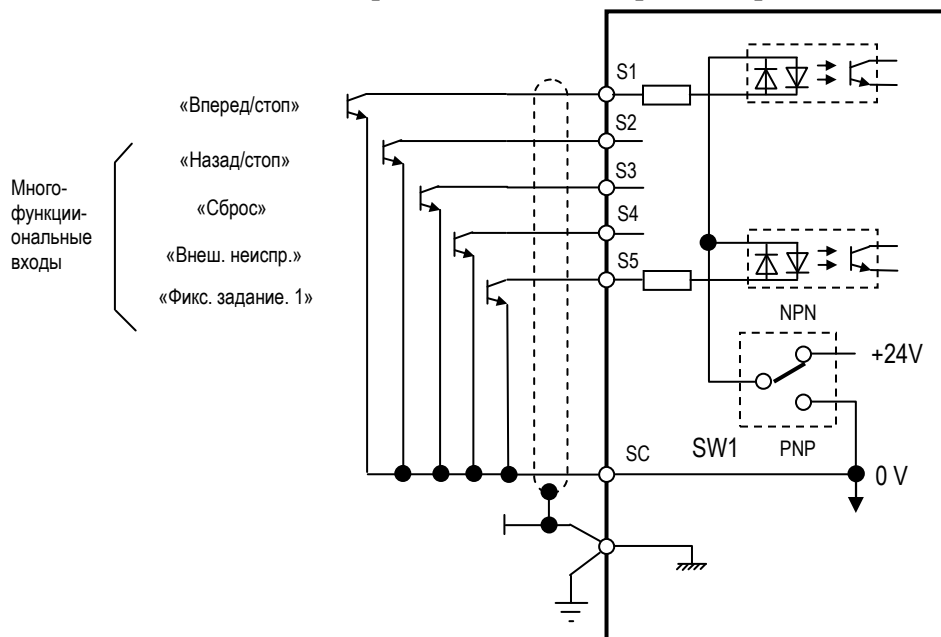 S1
«Вперед/стоп»
S2
«Назад/стоп»
S3
Много-
функци-
ональные
входы
«Сброс»
S4
«Внеш. неиспр.»
S5
«Фикс. задание. 1»
NPN
+24V
SW1
PNP
SC
0 V